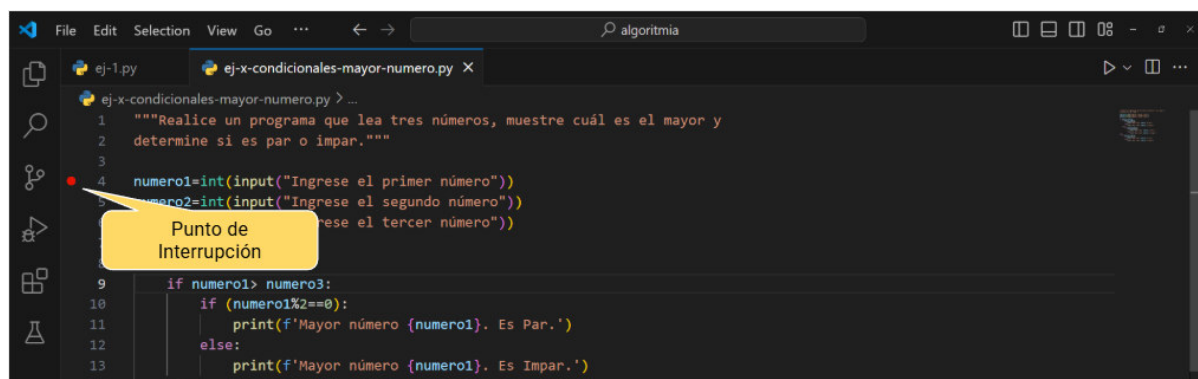 File Edit Selection View Go ··· ← → algoritmia
ej-1.py ej-x-condicionales-mayor-numero.py ×
ej-x-condicionales-mayor-numero.py > ...
1 """Realice un programa que lea tres números, muestre cuál es el mayor y
2 determine si es par o impar."""
3
4 numero1=int(input("Ingrese el primer número"))
5 numero2=int(input("Ingrese el segundo número"))
rese el tercer número"))
Punto de
Interrupción
9 if numero1> numero3:
10 if (numero1%2==0):
11 print(f'Mayor número {numero1}. Es Par.')
12 else:
13 print(f'Mayor número {numero1}. Es Impar.')